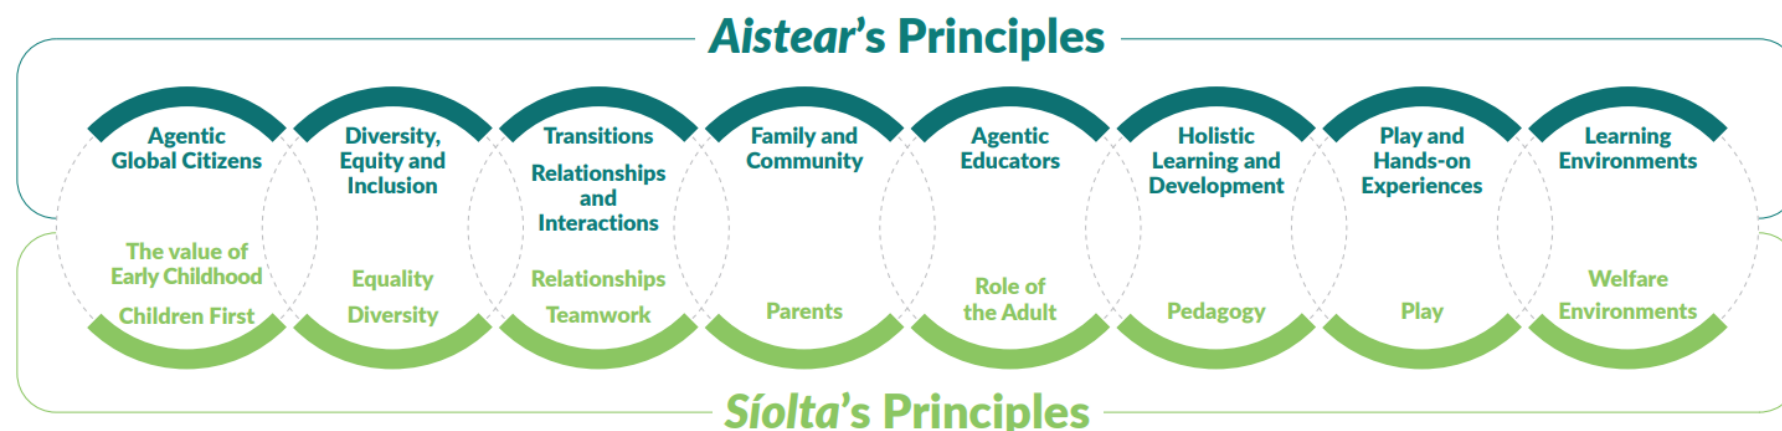 Aistear’s Principles
Agentic
Global Citizens
Diversity,
Equity and
Inclusion
Transitions
Relationships
and
Interactions
Family and
Community
Agentic
Educators
Holistic
Learning and
Development
Play and
Hands-on
Experiences
Learning
Environments
The value of
Early Childhood
Children First
Equality
Diversity
Relationships
Teamwork
Parents
Role of
the Adult
Pedagogy
Play
Welfare
Environments
Síolta’s Principles